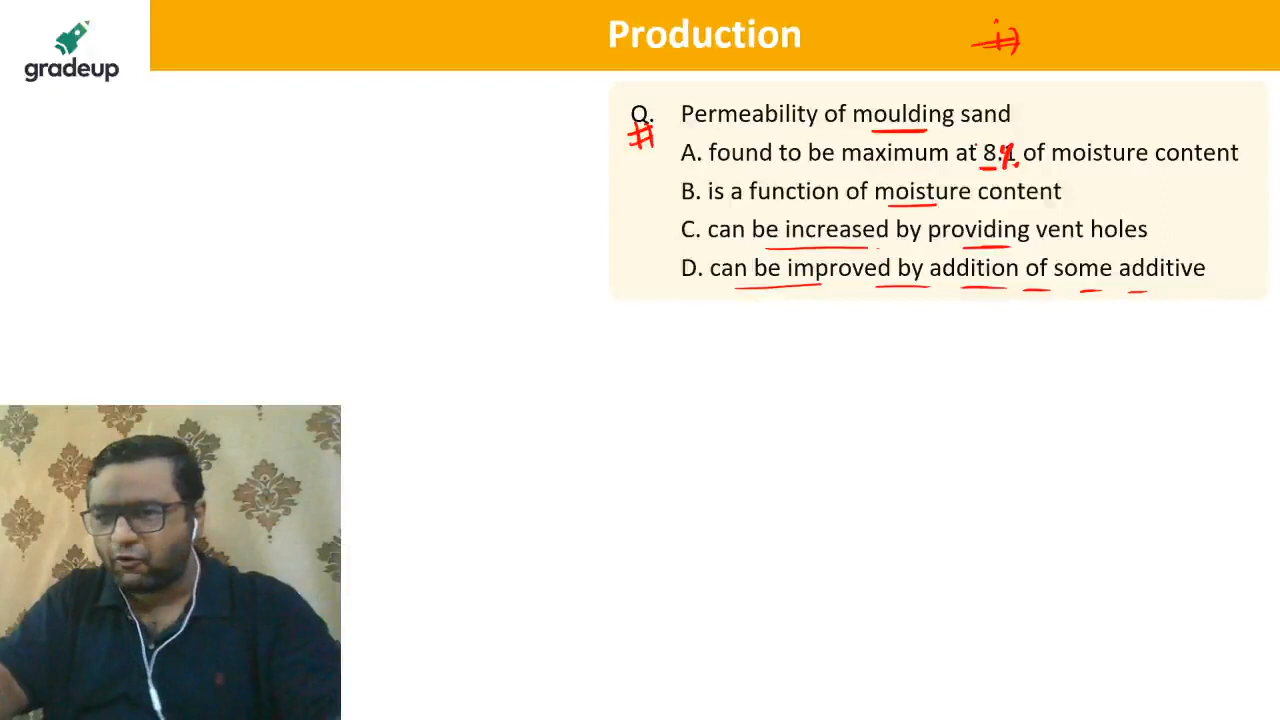 gradeup
Production
Q. Permeability of moulding sand
A. found to be maximum at 8% of moisture content
B. is a function of moisture content
C. can be increased by providing vent holes
D. can be improved by addition of some additive